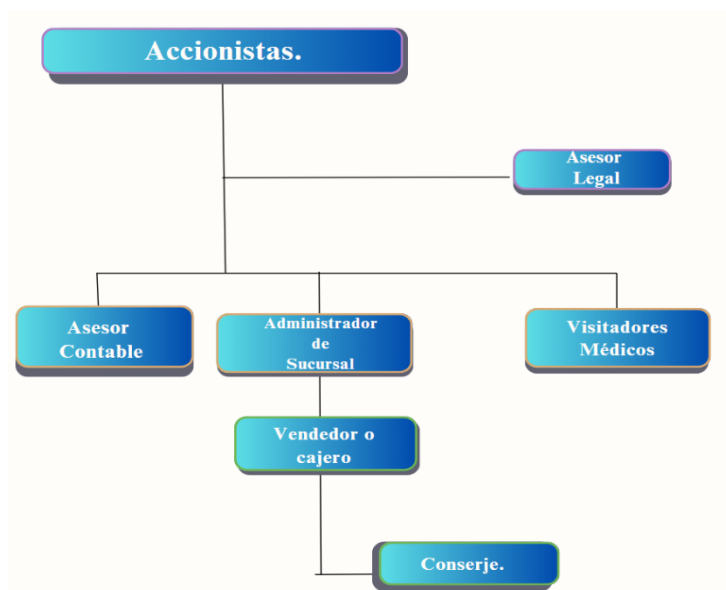 Accionistas.
Asesor
Legal
Asesor
Contable
Administrador
de
Sucursal
Visitadores
Médicos
Vendedor o
cajero
Conserje.